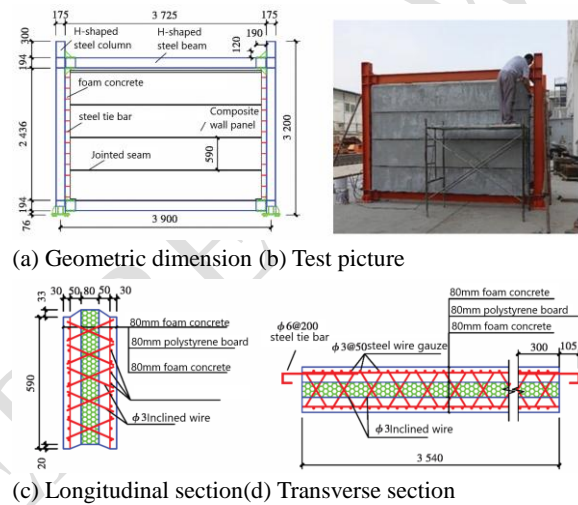 175 3 725 175
H-shaped steel column
H-shaped steel beam
190
120
300
194
foam concrete
steel tie bar
Composite wall panel
590
Jointed seam
2 436
3 200
194
76
3 900
(a) Geometric dimension (b) Test picture
30 50 80 50 30
33
80mm foam concrete
80mm polystyrene board
80mm foam concrete
590
ϕ3Inclined wire
20
80mm foam concrete
80mm polystyrene board
80mm foam concrete
ϕ6@200
steel tie bar
ϕ3@50steel wire gauze
300 105
ϕ3Inclined wire
3 540
(c) Longitudinal section(d) Transverse section